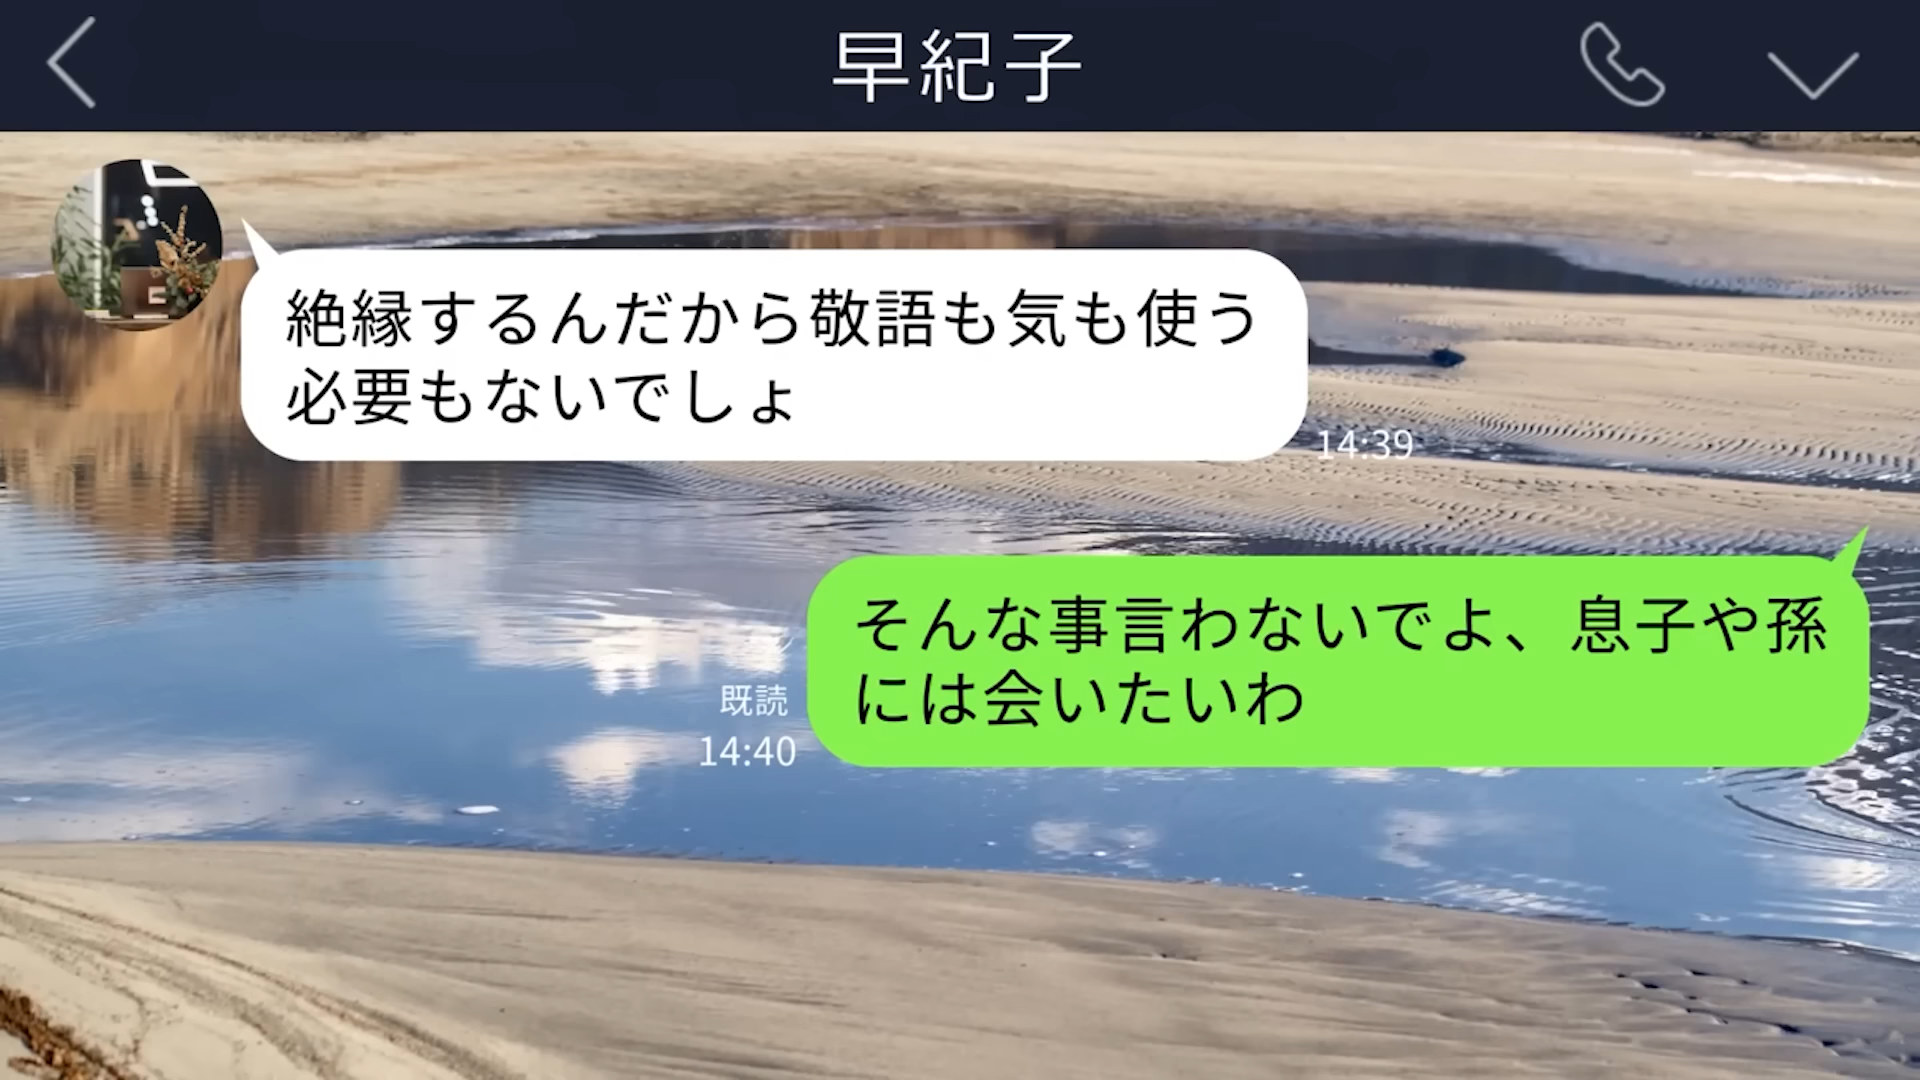 早紀子
絶縁するんだから敬語も気も使う
必要もないでしょ
14:39
そんな事言わないでよ、息子や孫
には会いたいわ
既読
14:40